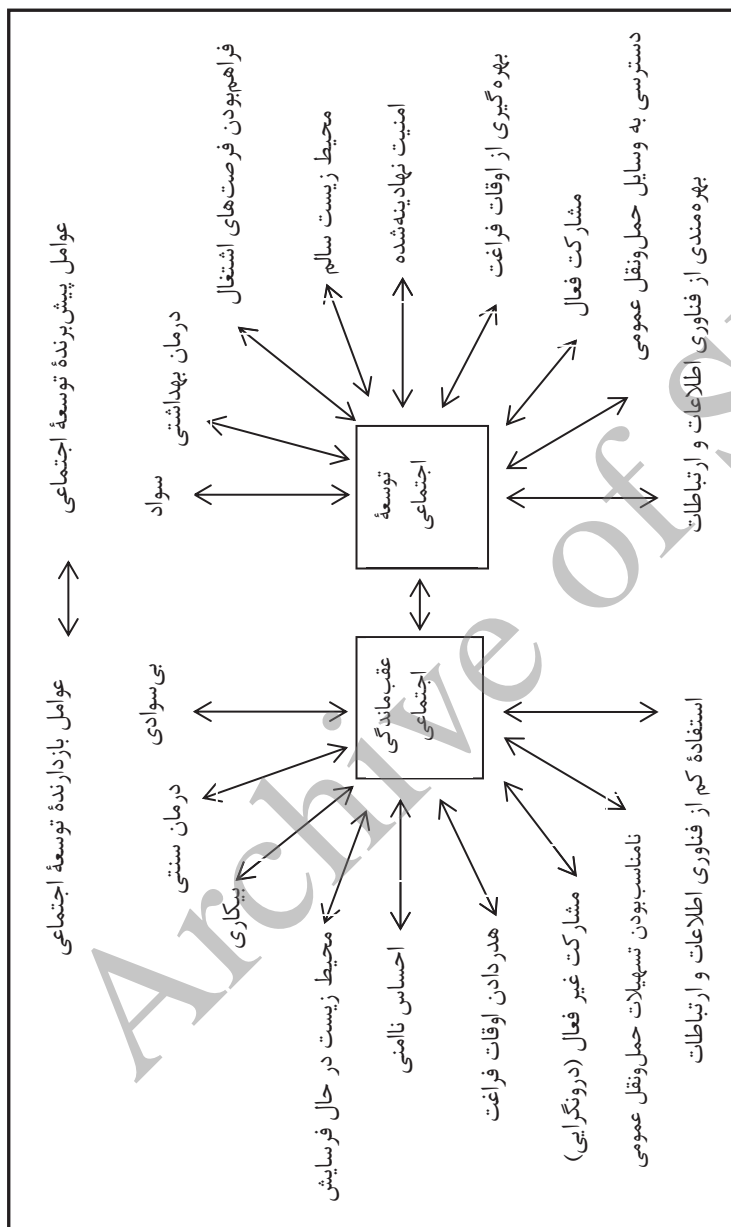 عوامل پیش‌برندهٔ توسعهٔ اجتماعی
عوامل بازدارندهٔ توسعهٔ اجتماعی
سواد
درمان بهداشتی
فراهم‌بودن فرصت‌های اشتغال
محیط زیست سالم
امنیت نهادینه‌شده
بهره‌گیری از اوقات فراغت
مشارکت فعال
دسترسی به وسایل حمل‌ونقل عمومی
بهره‌مندی از فناوری اطلاعات و ارتباطات
توسعهٔ
اجتماعی
عقب‌ماندگی
اجتماعی
بی‌سوادی
درمان سنتی
بیکاری
محیط زیست در حال فرسایش
احساس ناامنی
هدردادن اوقات فراغت
مشارکت غیر فعال (درونگرایی)
نامناسب‌بودن تسهیلات حمل‌ونقل عمومی
استفادهٔ کم از فناوری اطلاعات و ارتباطات
Archive of